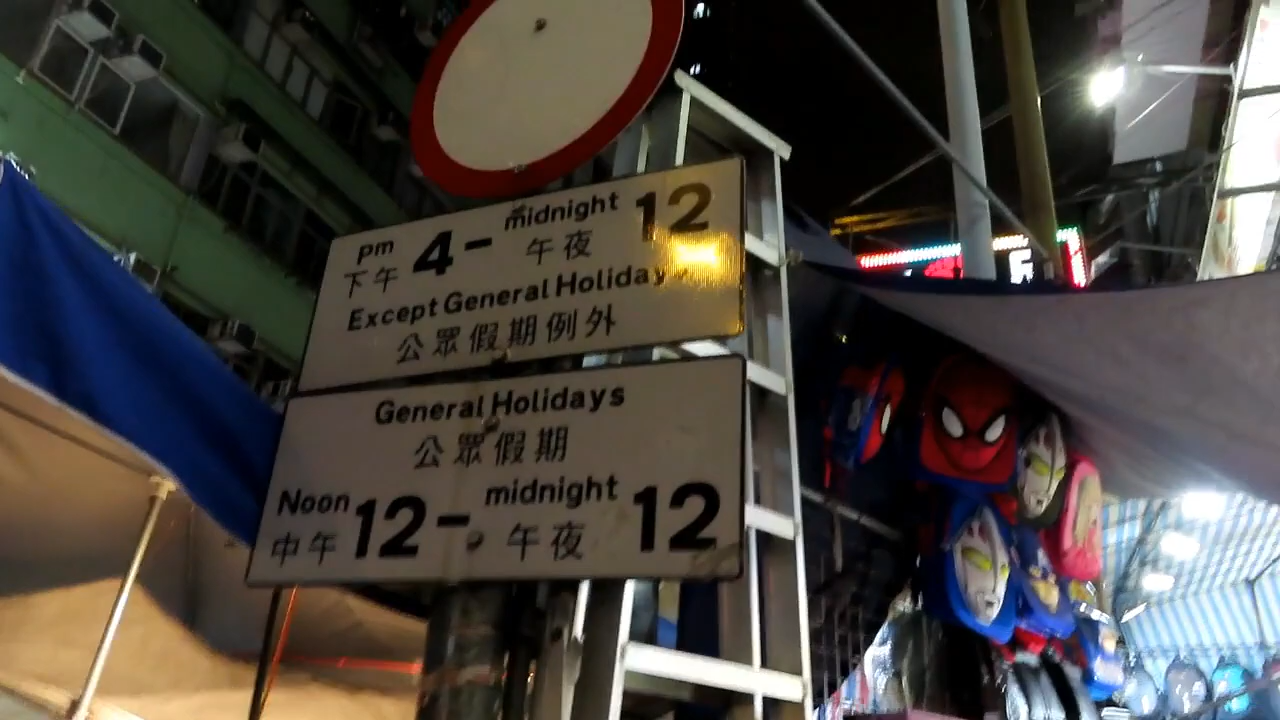 pm 下午 4 - midnight 午夜 12
Except General Holidays
公眾假期例外
General Holidays
公眾假期
Noon 中午 12 - midnight 午夜 12